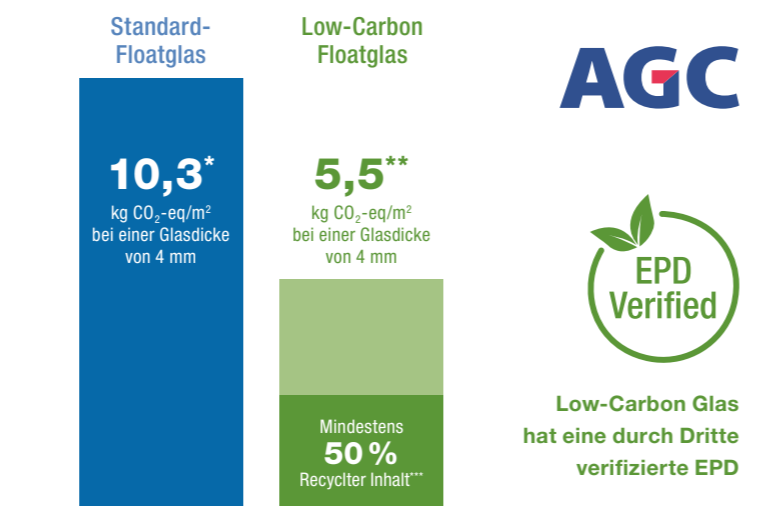 Standard-
Floatglas
10,3*
kg CO₂-eq/m²
bei einer Glasdicke
von 4 mm
Low-Carbon
Floatglas
5,5**
kg CO₂-eq/m²
bei einer Glasdicke
von 4 mm
Mindestens
50 %
Recyclter Inhalt***
AGC
EPD
Verified
Low-Carbon Glas
hat eine durch Dritte
verifizierte EPD